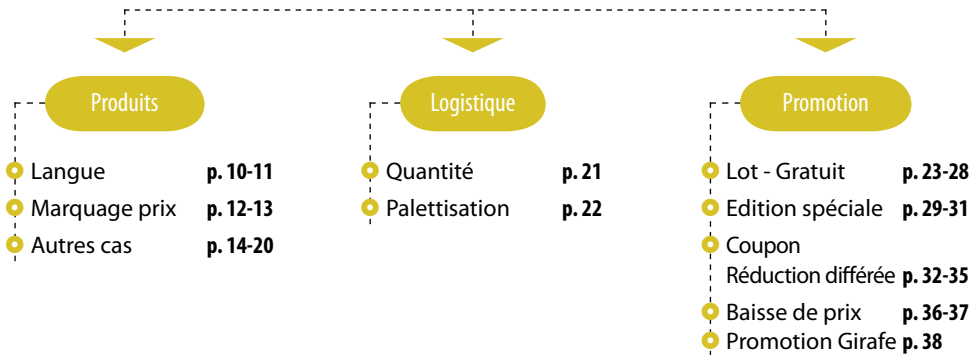 Produits
Langue p. 10-11
Marquage prix p. 12-13
Autres cas p. 14-20
Logistique
Quantité p. 21
Palettisation p. 22
Promotion
Lot - Gratuit p. 23-28
Edition spéciale p. 29-31
Coupon
Réduction différée p. 32-35
Baisse de prix p. 36-37
Promotion Girafe p. 38